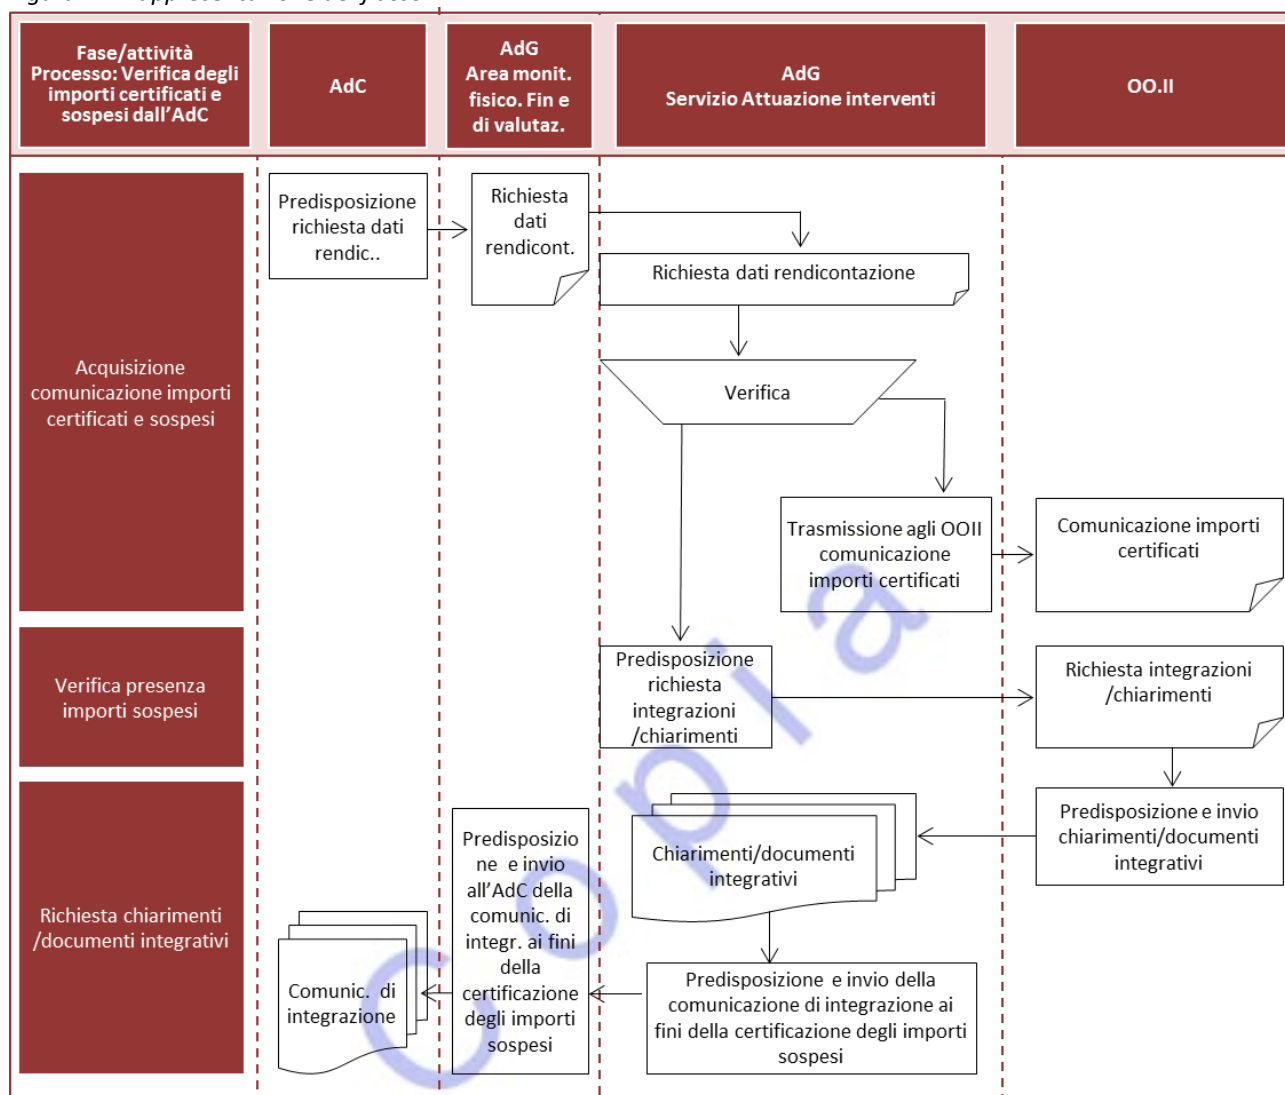 Fase/attività
Processo: Verifica degli
importi certificati e
sospesi dall'AdC
AdC
AdG
Area monit.
fisico. Fin e
di valutaz.
AdG
Servizio Attuazione interventi
OO.II
Acquisizione
comunicazione importi
certificati e sospesi
Predisposizione
richiesta dati
rendic..
Richiesta
dati
rendicont.
Richiesta dati rendicontazione
Verifica
Trasmissione agli OOII
comunicazione
importi certificati
Comunicazione importi
certificati
Verifica presenza
importi sospesi
Predisposizione
richiesta
integrazioni
/chiarimenti
Richiesta integrazioni
/chiarimenti
Richiesta chiarimenti
/documenti integrativi
Predisposizione e invio
chiarimenti/documenti
integrativi
Chiarimenti/documenti
integrativi
Predisposizione e invio della
comunicazione di integrazione ai
fini della certificazione degli importi
sospesi
Predisposizio
ne e invio
all'AdC della
comunic. di
integr. ai fini
della
certificazione
degli importi
sospesi
Comunic. di
integrazione
Copia